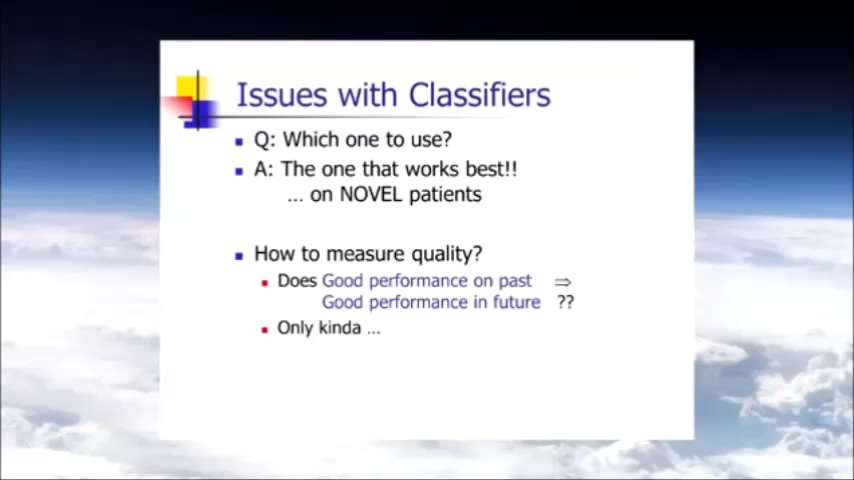 Issues with Classifiers
Q: Which one to use?
A: The one that works best!!
... on NOVEL patients
How to measure quality?
Does Good performance on past ⇒
Good performance in future ??
Only kinda ...